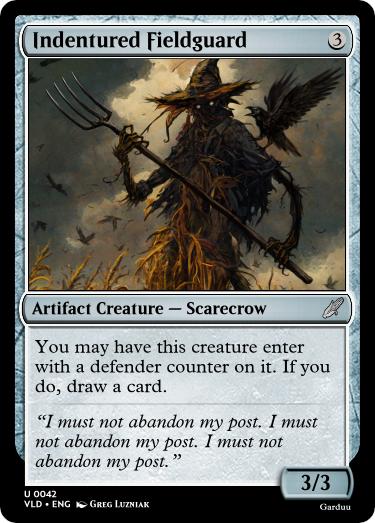 Indentured Fieldguard 3
Artifact Creature — Scarecrow
You may have this creature enter
with a defender counter on it. If you
do, draw a card.
“I must not abandon my post. I must
not abandon my post. I must not
abandon my post.”
3/3
U 0042
VLD • ENG Greg Luzniak
Garduu